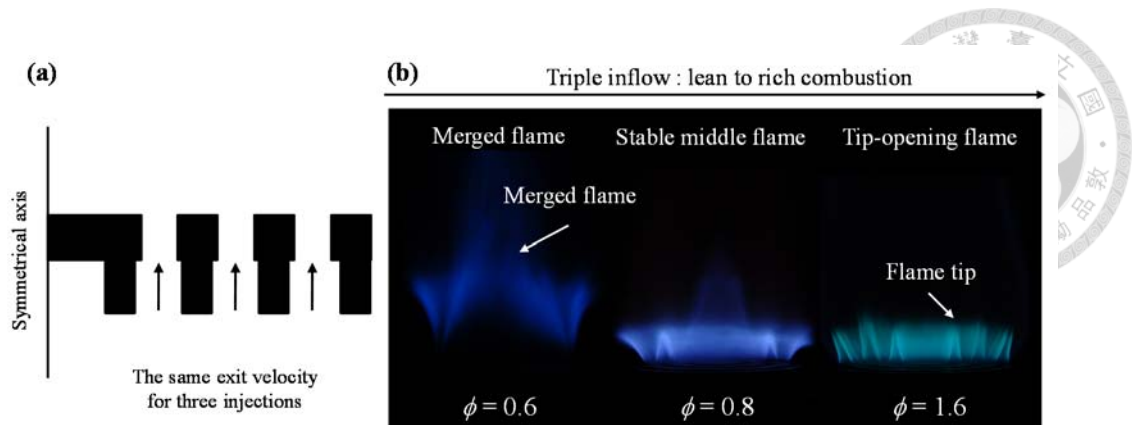 (a)
Symmetrical axis
The same exit velocity
for three injections
(b)
Triple inflow : lean to rich combustion
Merged flame
Stable middle flame
Tip-opening flame
Merged flame
Flame tip
ϕ = 0.6
ϕ = 0.8
ϕ = 1.6